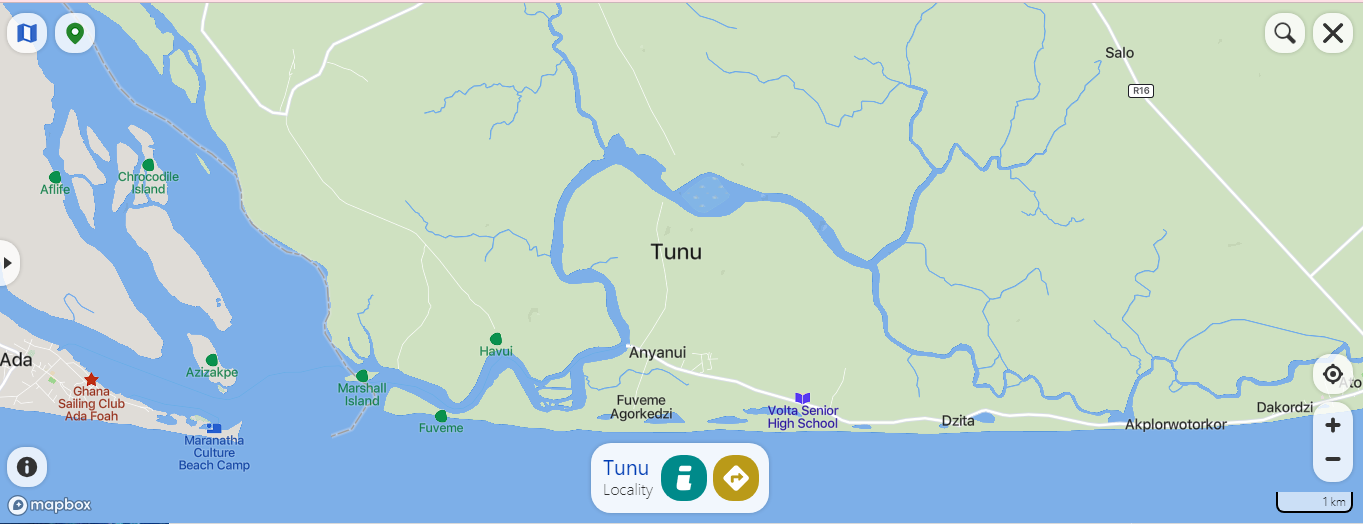 Salo
R16
Aflife
Chrocodile
Island
Tunu
Havui
Anyanui
Ada
Azizakpe
Ghana
Sailing Club
Ada Foah
Marshall
Island
Fuveme
Fuveme
Agorkedzi
Volta Senior
High School
Dzita
Akplorwotorkor
Dakordzi
Maranatha
Culture
Beach Camp
Tunu
Locality
mapbox
1 km